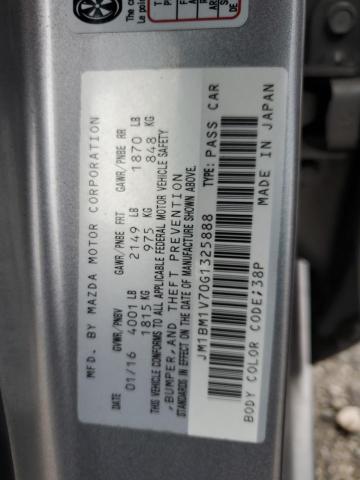 MFD. BY MAZDA MOTOR CORPORATION
DATE GVWR/PNBV GAWR/PNBE FRT GAWR/PNBE RR
01/16 4001 LB 2149 LB 1870 LB
1815 KG 975 KG 848 KG
THIS VEHICLE CONFORMS TO ALL APPLICABLE FEDERAL MOTOR VEHICLE SAFETY,
BUMPER, AND THEFT PREVENTION
STANDARDS IN EFFECT ON THE DATE OF MANUFACTURE SHOWN ABOVE.
JM1BM1V70G1325888 TYPE: PASS CAR
BODY COLOR CODE;38P MADE IN JAPAN
The
La